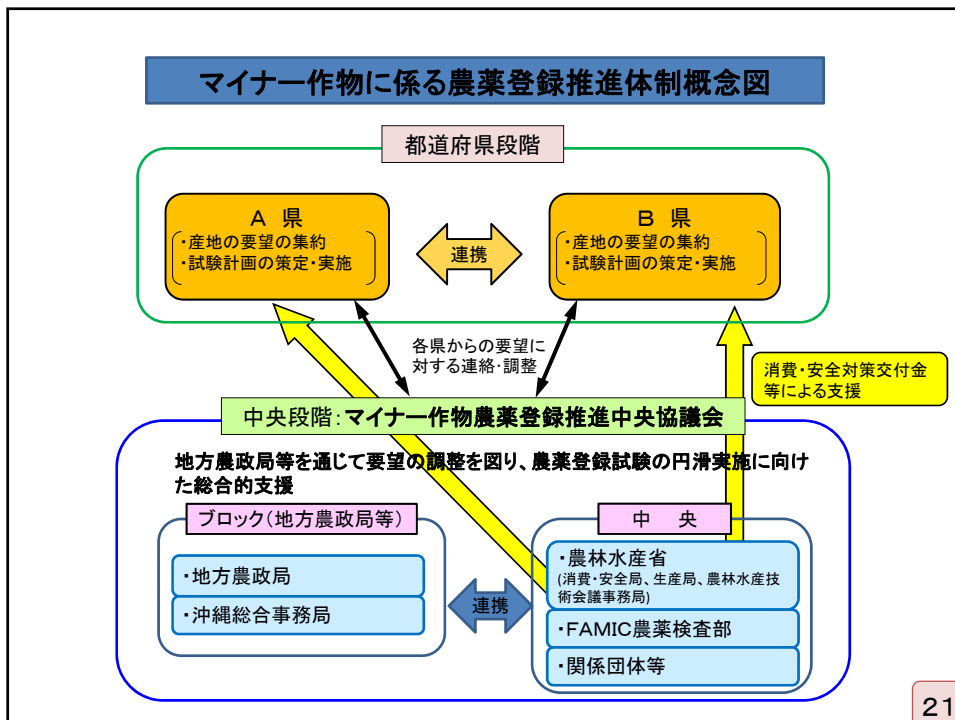 マイナー作物に係る農薬登録推進体制概念図
都道府県段階
A 県
・産地の要望の集約
・試験計画の策定・実施
連携
B 県
・産地の要望の集約
・試験計画の策定・実施
各県からの要望に
対する連絡・調整
消費・安全対策交付金
等による支援
中央段階:マイナー作物農薬登録推進中央協議会
地方農政局等を通じて要望の調整を図り、農薬登録試験の円滑実施に向け
た総合的支援
ブロック(地方農政局等)
・地方農政局
・沖縄総合事務局
連携
中 央
・農林水産省
(消費・安全局、生産局、農林水産技
術会議事務局)
・FAMIC農薬検査部
・関係団体等
21